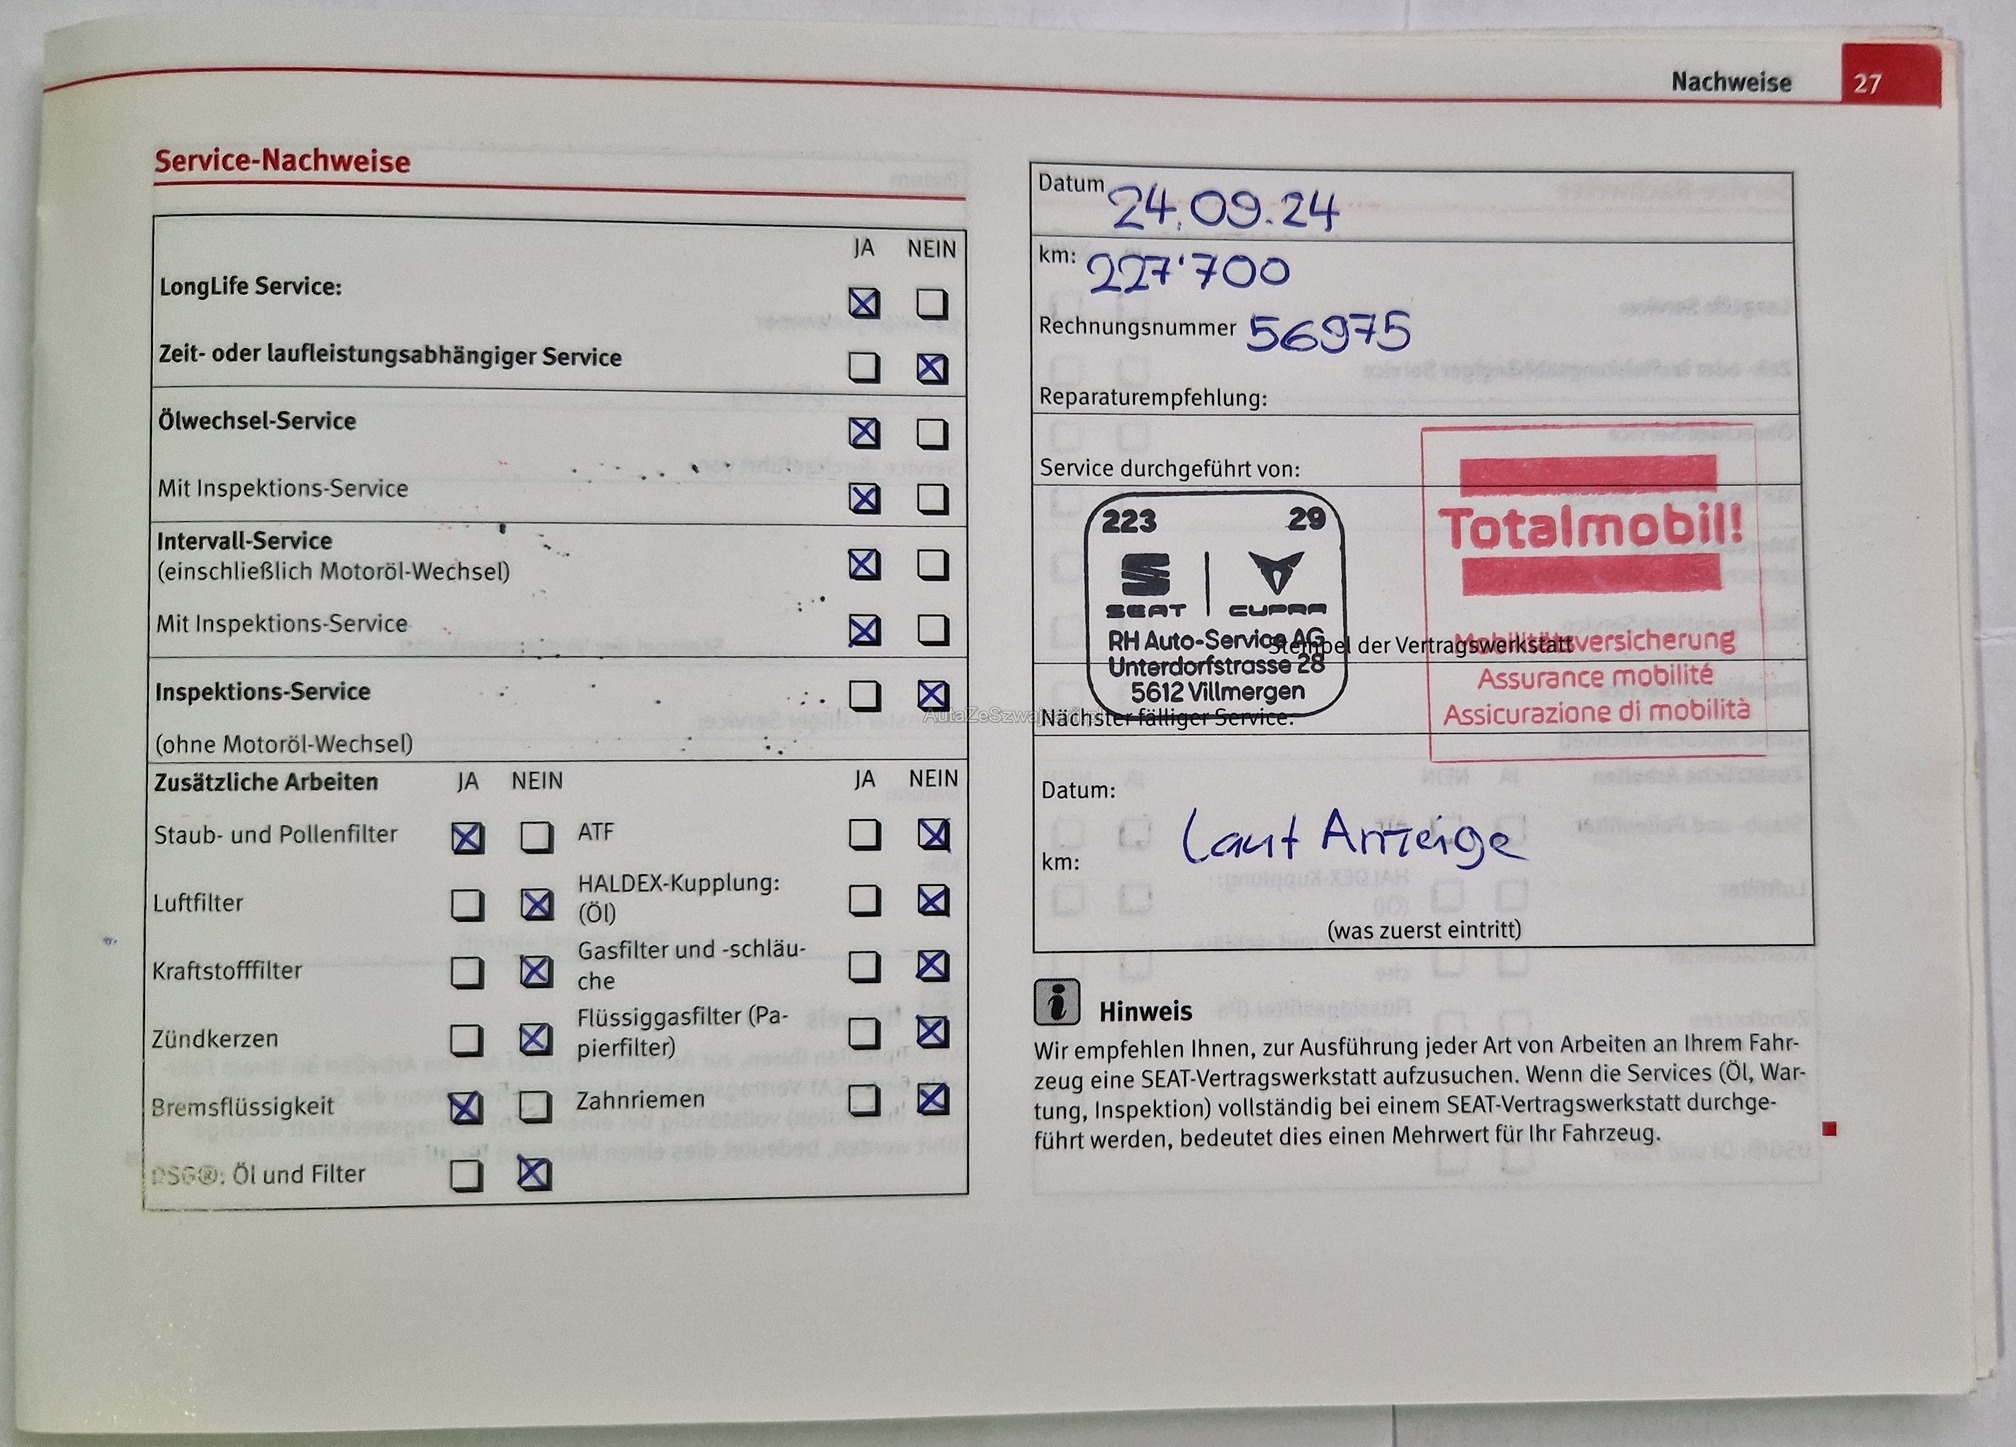 Nachweise 27
Service-Nachweise
JA NEIN
LongLife Service:
Zeit- oder laufleistungsabhängiger Service
Ölwechsel-Service
Mit Inspektions-Service
Intervall-Service
(einschließlich Motoröl-Wechsel)
Mit Inspektions-Service
Inspektions-Service
(ohne Motoröl-Wechsel)
Zusätzliche Arbeiten JA NEIN JA NEIN
Staub- und Pollenfilter ATF
Luftfilter HALDEX-Kupplung:
(Öl)
Kraftstofffilter Gasfilter und -schläu-
che
Zündkerzen Flüssiggasfilter (Pa-
pierfilter)
Bremsflüssigkeit Zahnriemen
DSG®: Öl und Filter
Datum 24.09.24
km: 227'700
Rechnungsnummer 56975
Reparaturempfehlung:
Service durchgeführt von:
223 29
SEAT CUPRA
RH Auto-Service AG
Unterdorfstrasse 28
5612 Villmergen
Stempel der Vertragswerkstatt
Totalmobil!
Mobilitätsversicherung
Assurance mobilité
Assicurazione di mobilità
Nächster fälliger Service:
Datum:
Laut Anzeige
km:
(was zuerst eintritt)
Hinweis
Wir empfehlen Ihnen, zur Ausführung jeder Art von Arbeiten an Ihrem Fahr-
zeug eine SEAT-Vertragswerkstatt aufzusuchen. Wenn die Services (Öl, War-
tung, Inspektion) vollständig bei einem SEAT-Vertragswerkstatt durchge-
führt werden, bedeutet dies einen Mehrwert für Ihr Fahrzeug.